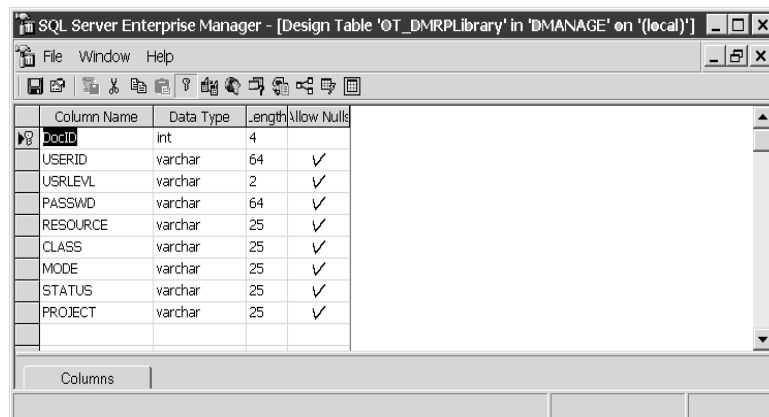 SQL Server Enterprise Manager - [Design Table 'OT_DMRPLibrary' in 'DMANAGE' on '(local)']
File Window Help
Column Name Data Type Length Allow Nulls
DocID int 4
USERID varchar 64
USRLEVL varchar 2
PASSWD varchar 64
RESOURCE varchar 25
CLASS varchar 25
MODE varchar 25
STATUS varchar 25
PROJECT varchar 25
Columns